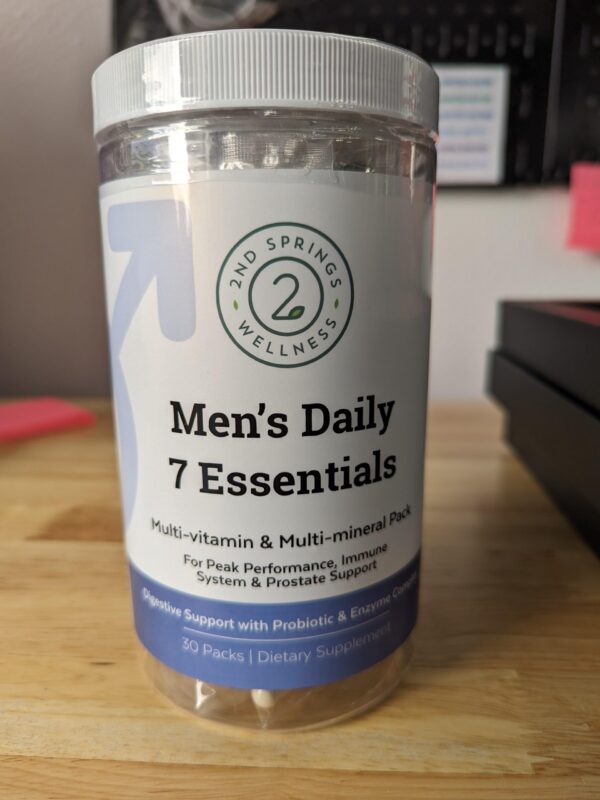 2ND SPRINGS
2
WELLNESS
Men's Daily
7 Essentials
Multi-vitamin & Multi-mineral Pack
For Peak Performance, Immune
System & Prostate Support
Digestive Support with Probiotic & Enzyme
30 Packs | Dietary Supplement